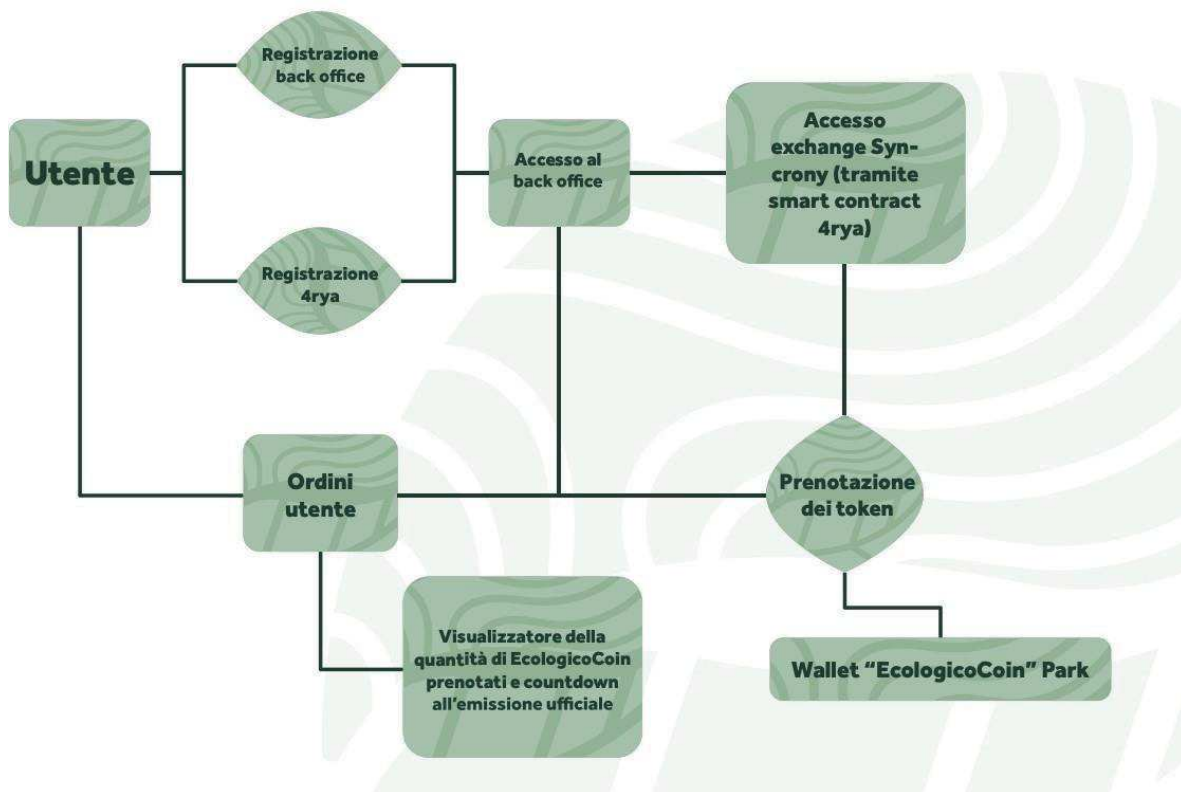 Registrazione
back office
Utente
Accesso al
back office
Accesso
exchange Syn-
crony (tramite
smart contract
4rya)
Registrazione
4rya
Ordini
utente
Prenotazione
dei token
Visualizzatore della
quantità di EcologicoCoin
prenotati e countdown
all'emissione ufficiale
Wallet “EcologicoCoin” Park